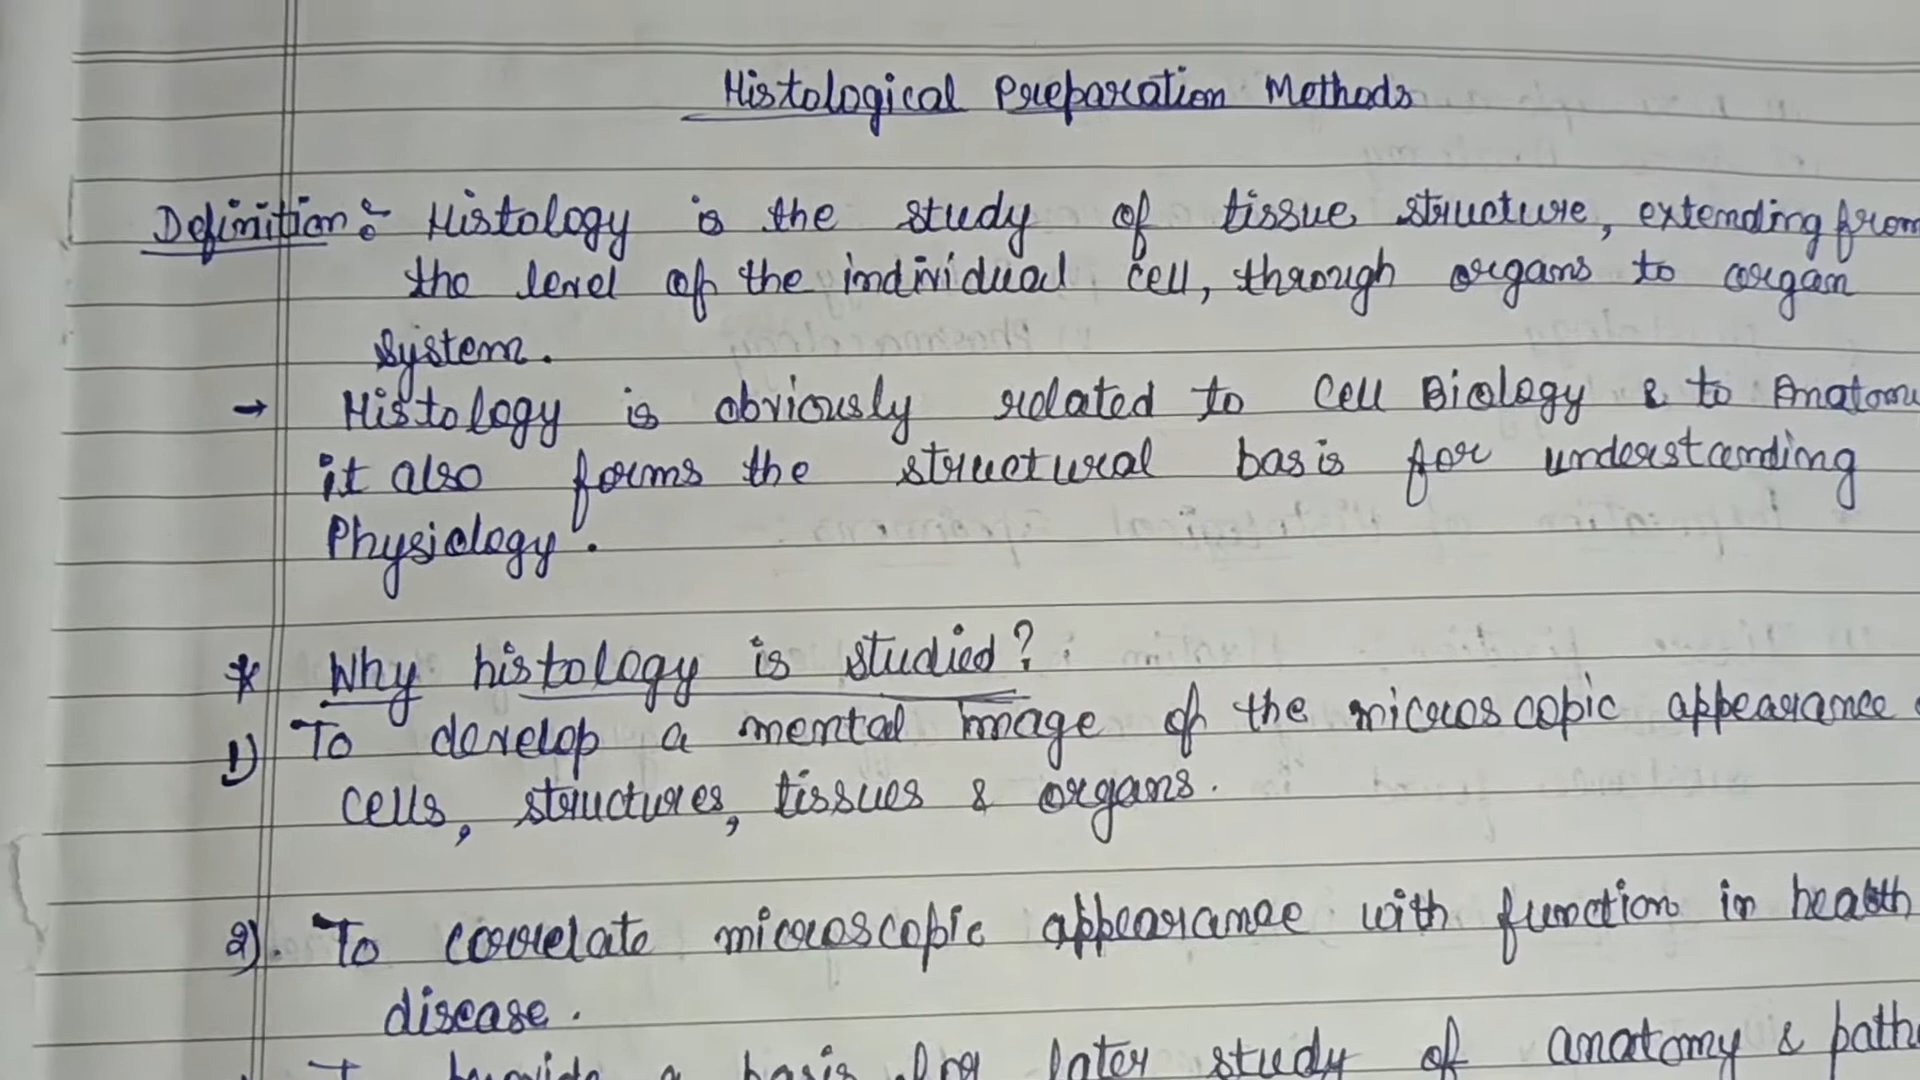 Histological Preparation Methods
Definition:- Histology is the study of tissue structure, extending from
the level of the individual cell, through organs to organ
system.
→ Histology is obviously related to Cell Biology & to Anatomy
it also forms the structural basis for understanding
Physiology.
* Why histology is studied?
1) To develop a mental image of the microscopic appearance
cells, structures, tissues & organs.
2). To correlate microscopic appearance with function in health
disease.
a basis for later study of anatomy & path